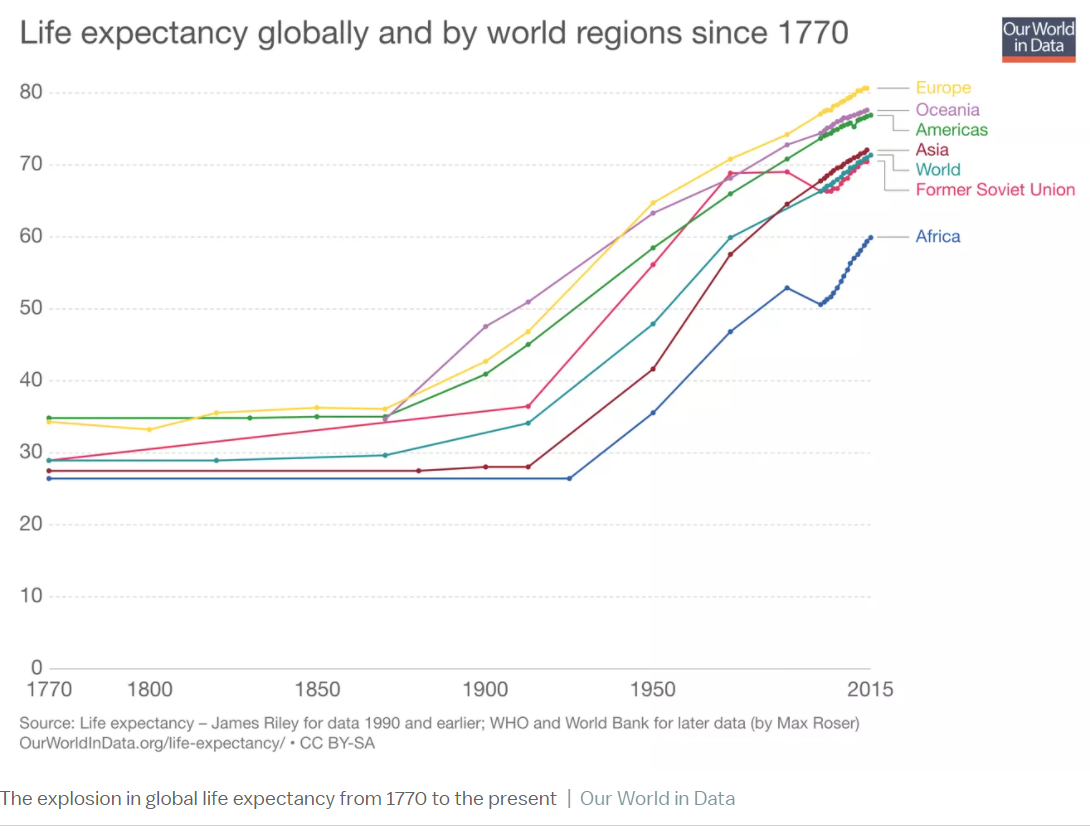 Life expectancy globally and by world regions since 1770
Our World
in Data
80
70
60
50
40
30
20
10
0
Europe
Oceania
Americas
Asia
World
Former Soviet Union
Africa
1770 1800 1850 1900 1950 2015
Source: Life expectancy – James Riley for data 1990 and earlier; WHO and World Bank for later data (by Max Roser)
OurWorldInData.org/life-expectancy/ • CC BY-SA
The explosion in global life expectancy from 1770 to the present | Our World in Data